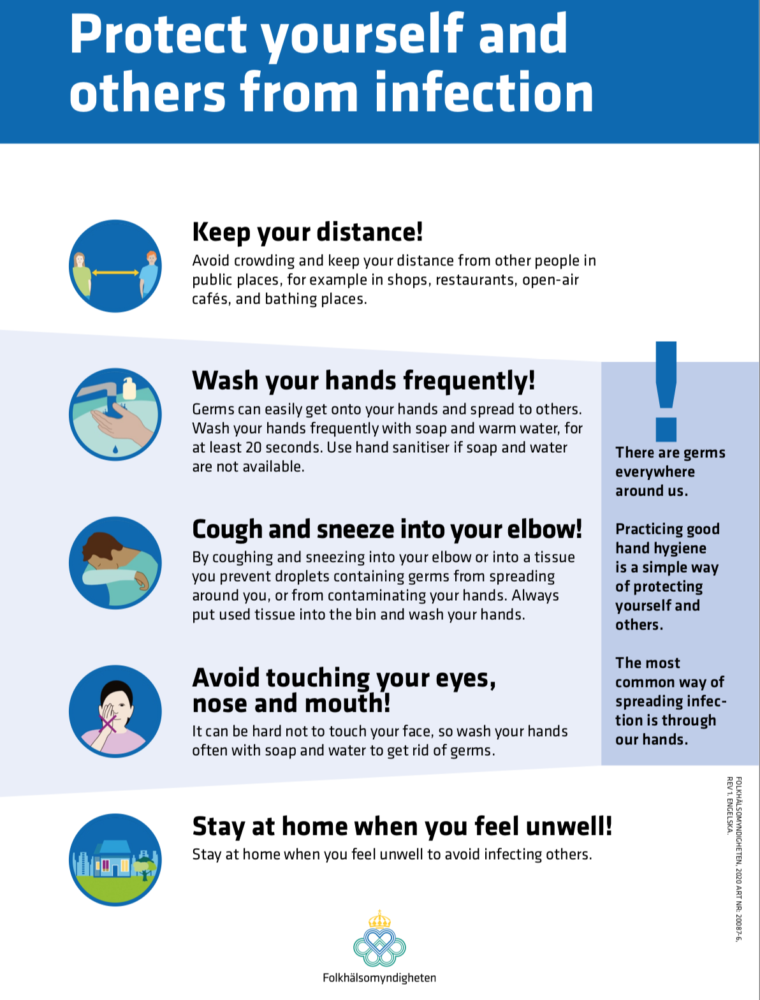 Protect yourself and
others from infection
Keep your distance!
Avoid crowding and keep your distance from other people in
public places, for example in shops, restaurants, open-air
cafés, and bathing places.
Wash your hands frequently!
Germs can easily get onto your hands and spread to others.
Wash your hands frequently with soap and warm water, for
at least 20 seconds. Use hand sanitiser if soap and water
are not available.
Cough and sneeze into your elbow!
By coughing and sneezing into your elbow or into a tissue
you prevent droplets containing germs from spreading
around you, or from contaminating your hands. Always
put used tissue into the bin and wash your hands.
Avoid touching your eyes,
nose and mouth!
It can be hard not to touch your face, so wash your hands
often with soap and water to get rid of germs.
Stay at home when you feel unwell!
Stay at home when you feel unwell to avoid infecting others.
!
There are germs
everywhere
around us.
Practicing good
hand hygiene
is a simple way
of protecting
yourself and
others.
The most
common way of
spreading infec-
tion is through
our hands.
FOLKHÄLSOMYNDIGHETEN, 2020 ART NR: 20087-6,
REV 1. ENGELSKA.
Folkhälsomyndigheten